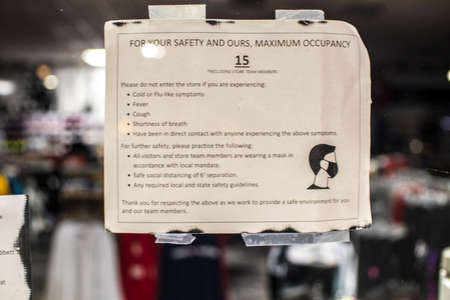 FOR YOUR SAFETY AND OURS, MAXIMUM OCCUPANCY
15
*INCLUDING STORE TEAM MEMBERS
Please do not enter the store if you are experiencing:
• Cold or Flu-like symptoms
• Fever
• Cough
• Shortness of breath
• Have been in direct contact with anyone experiencing the above symptoms.
For further safety, please practice the following:
• All visitors and store team members are wearing a mask in
accordance with local mandate.
• Safe social distancing of 6' separation.
• Any required local and state safety guidelines.
Thank you for respecting the above as we work to provide a safe environment for you
and our team members.